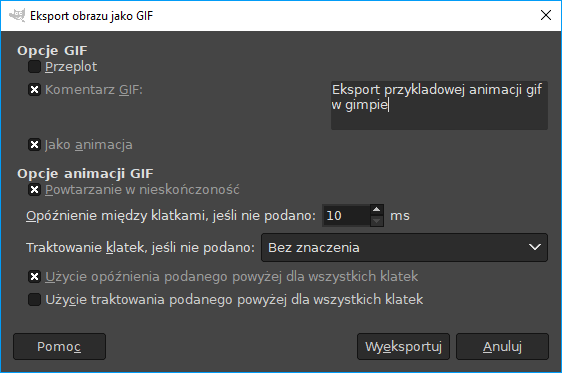 Eksport obrazu jako GIF
Opcje GIF
Przeplot
Komentarz GIF:
Eksport przykladowej animacji gif
w gimpie
Jako animacja
Opcje animacji GIF
Powtarzanie w nieskończoność
Opóźnienie między klatkami, jeśli nie podano: 10 ms
Traktowanie klatek, jeśli nie podano: Bez znaczenia
Użycie opóźnienia podanego powyżej dla wszystkich klatek
Użycie traktowania podanego powyżej dla wszystkich klatek
Pomoc Wyeksportuj Anuluj